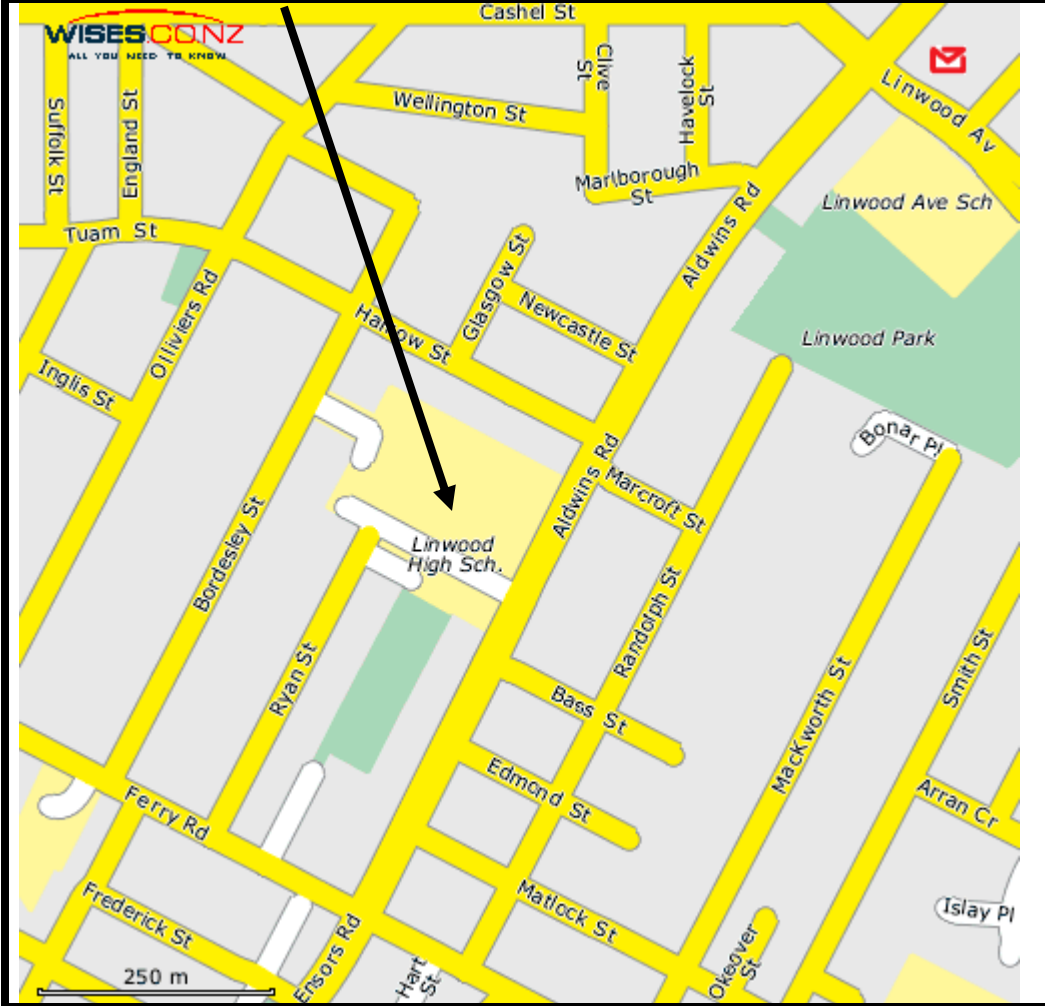 Cashel St
WISES.CO.NZ
ALL YOU NEED TO KNOW
Suffolk St
England St
Wellington St
Clive St
Havelock St
Linwood Av
Marlborough St
Linwood Ave Sch
Tuam St
Aldwins Rd
Glasgow St
Olliviers Rd
Newcastle St
Harrow St
Linwood Park
Inglis St
Bonar Pl
Aldwins Rd
Marcroft St
Linwood
High Sch.
Bordesley St
Randolph St
Smith St
Ryan St
Bass St
MacKworth St
Edmond St
Arran Cr
Ferry Rd
Matlock St
Frederick St
Islay Pl
Okeover St
Ensors Rd
Hart St
250 m